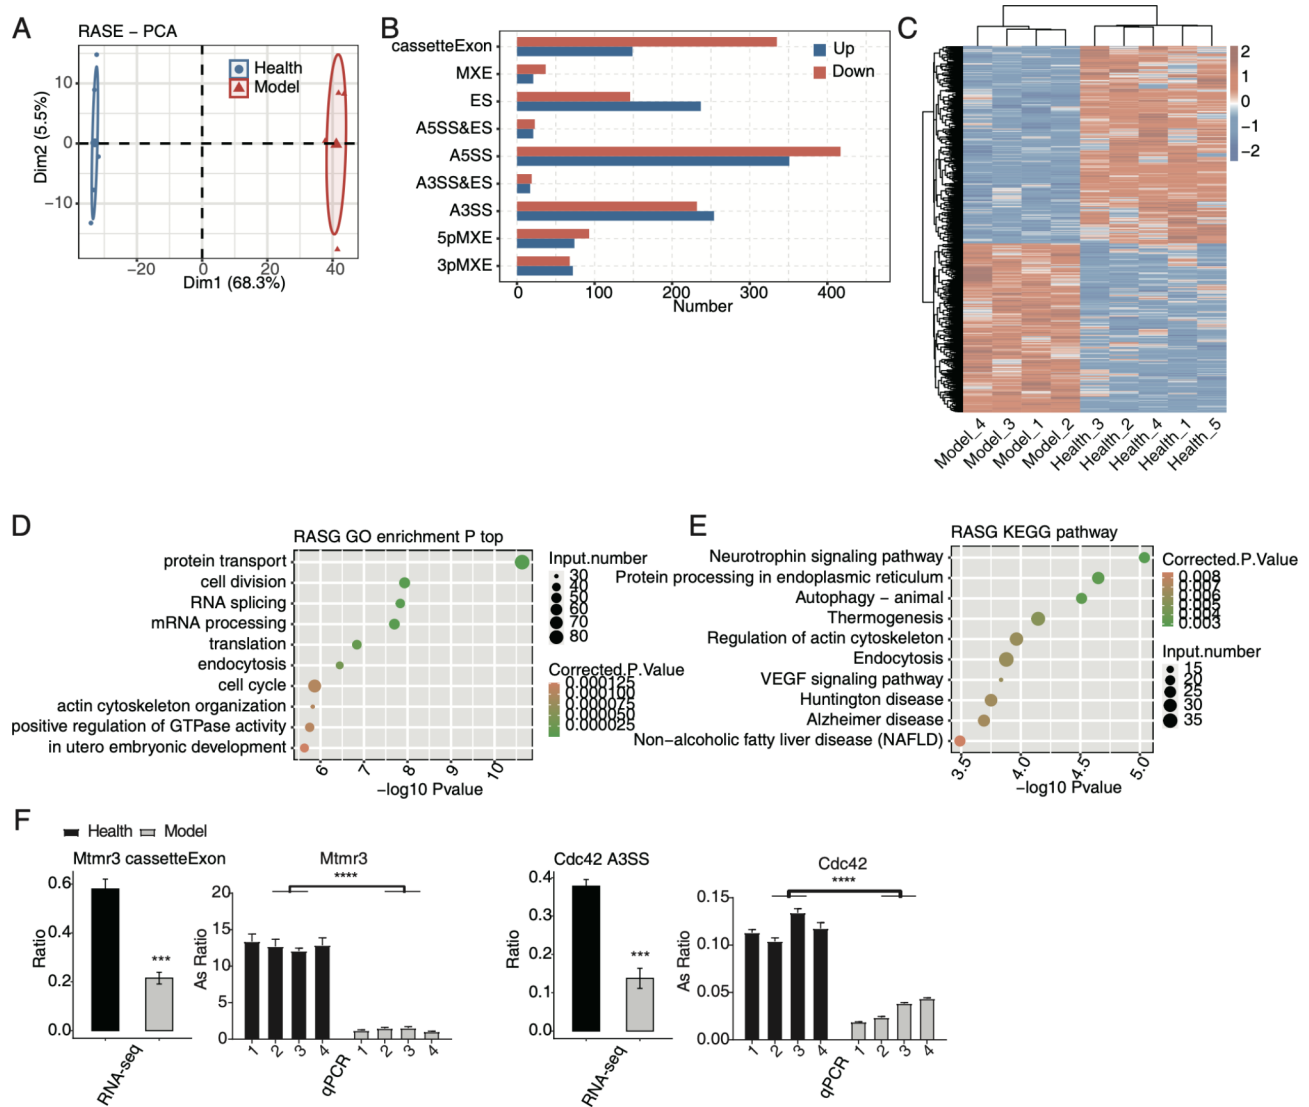 A
RASE – PCA
Health
Model
10
0
−10
Dim2 (5.5%)
−20
0
20
40
Dim1 (68.3%)
B
Up
Down
cassetteExon
MXE
ES
A5SS&ES
A5SS
A3SS&ES
A3SS
5pMXE
3pMXE
0
100
200
300
400
Number
C
2
1
0
−1
−2
Model_4
Model_3
Model_1
Model_2
Health_3
Health_2
Health_4
Health_1
Health_5
D
RASG GO enrichment P top
protein transport
cell division
RNA splicing
mRNA processing
translation
endocytosis
cell cycle
actin cytoskeleton organization
positive regulation of GTPase activity
in utero embryonic development
6
7
8
9
10
−log10 Pvalue
Input.number
30
40
50
60
70
80
Corrected.P.Value
0.000125
0.000100
0.000075
0.000050
0.000025
E
RASG KEGG pathway
Neurotrophin signaling pathway
Protein processing in endoplasmic reticulum
Autophagy − animal
Thermogenesis
Regulation of actin cytoskeleton
Endocytosis
VEGF signaling pathway
Huntington disease
Alzheimer disease
Non−alcoholic fatty liver disease (NAFLD)
3.5
4.0
4.5
5.0
−log10 Pvalue
Corrected.P.Value
0.008
0.007
0.006
0.005
0.004
0.003
Input.number
15
20
25
30
35
F
Health
Model
Mtmr3 cassetteExon
0.6
0.4
0.2
0.0
Ratio
***
RNA-seq
Mtmr3
****
20
15
10
5
0
As Ratio
1
2
3
4
qPCR
1
2
3
4
Cdc42 A3SS
0.4
0.3
0.2
0.1
0.0
Ratio
***
RNA-seq
Cdc42
****
0.15
0.10
0.05
0.00
As Ratio
1
2
3
4
qPCR
1
2
3
4